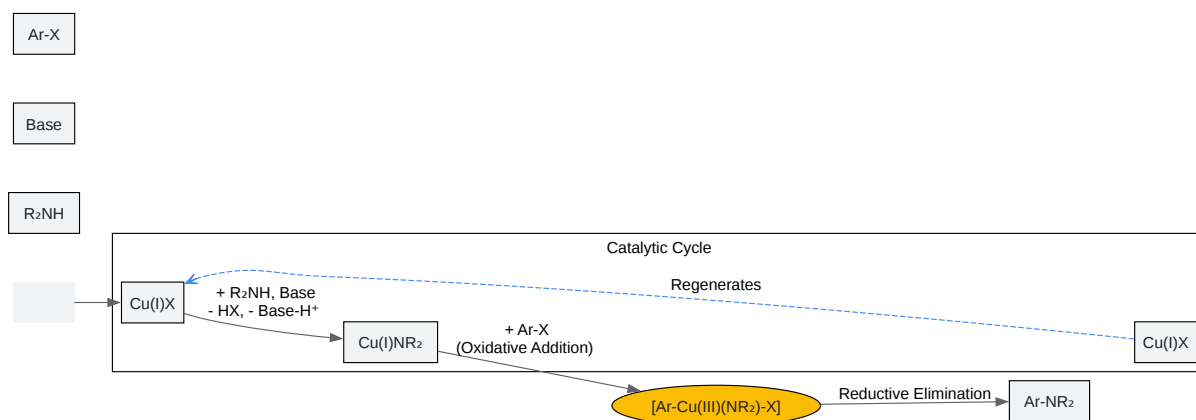 Ar-X
Base
R₂NH
Catalytic Cycle
Regenerates
Cu(I)X
+ R₂NH, Base
- HX, - Base-H⁺
Cu(I)NR₂
+ Ar-X
(Oxidative Addition)
Cu(I)X
[Ar-Cu(III)(NR₂)-X]
Reductive Elimination
Ar-NR₂